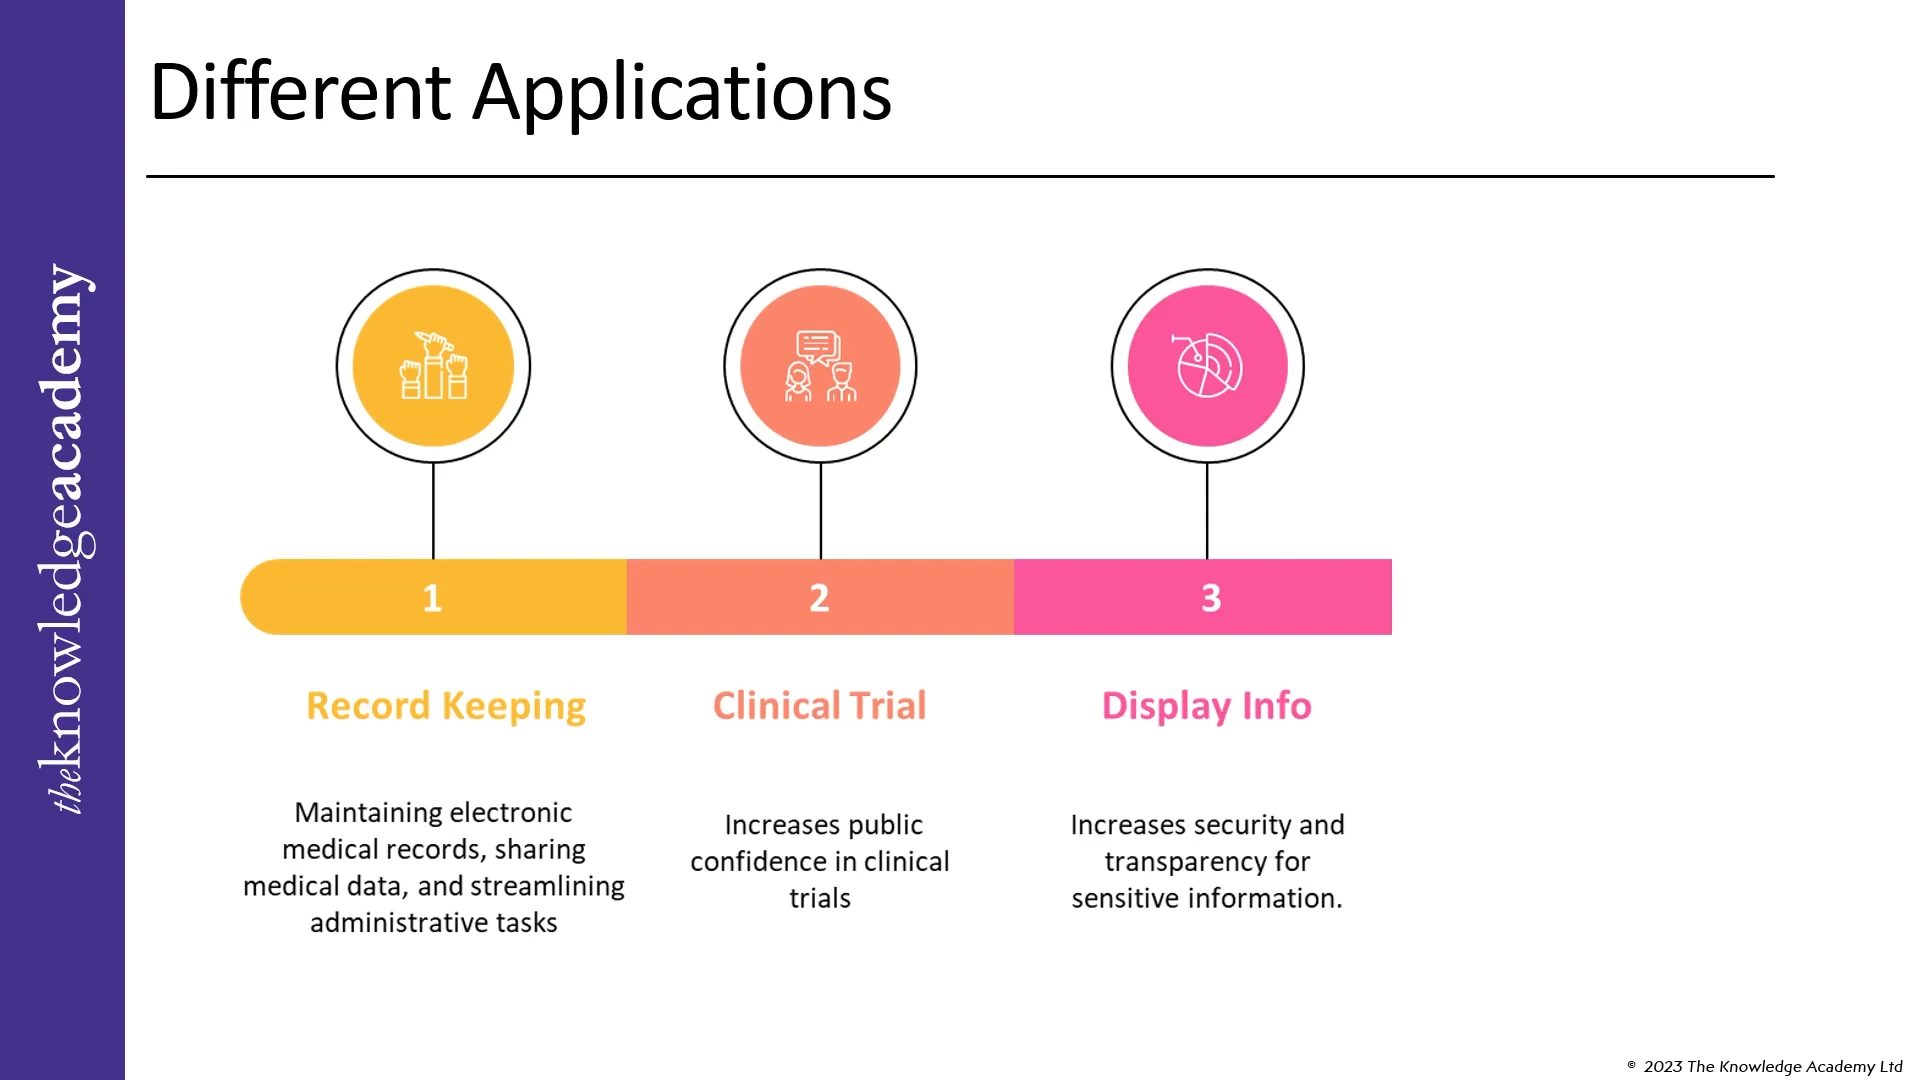 Different Applications
theknowledgeacademy
1
2
3
Record Keeping
Clinical Trial
Display Info
Maintaining electronic
medical records, sharing
medical data, and streamlining
administrative tasks
Increases public
confidence in clinical
trials
Increases security and
transparency for
sensitive information.
© 2023 The Knowledge Academy Ltd